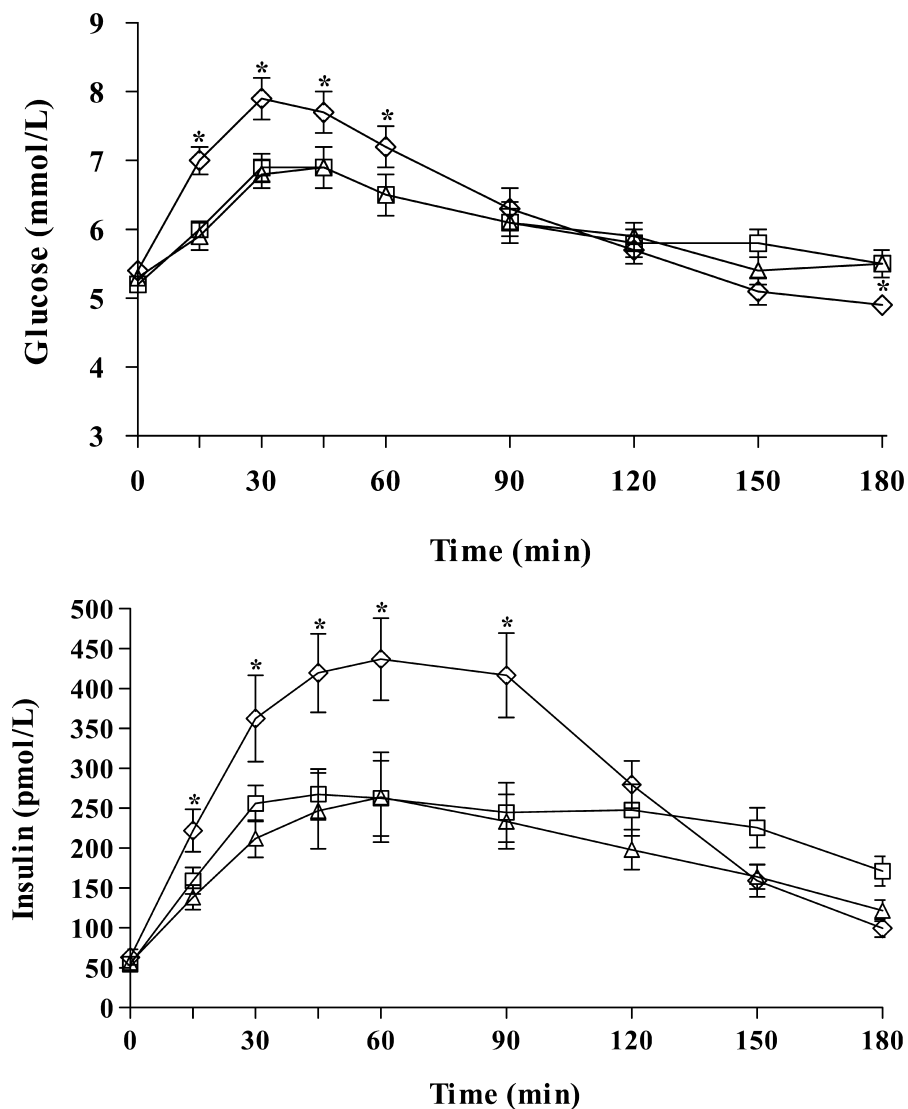 Glucose (mmol/L)
9
8
7
6
5
4
3
* * * * * *
0 30 60 90 120 150 180
Time (min)
Insulin (pmol/L)
500
450
400
350
300
250
200
150
100
50
0
* * * * *
0 30 60 90 120 150 180
Time (min)